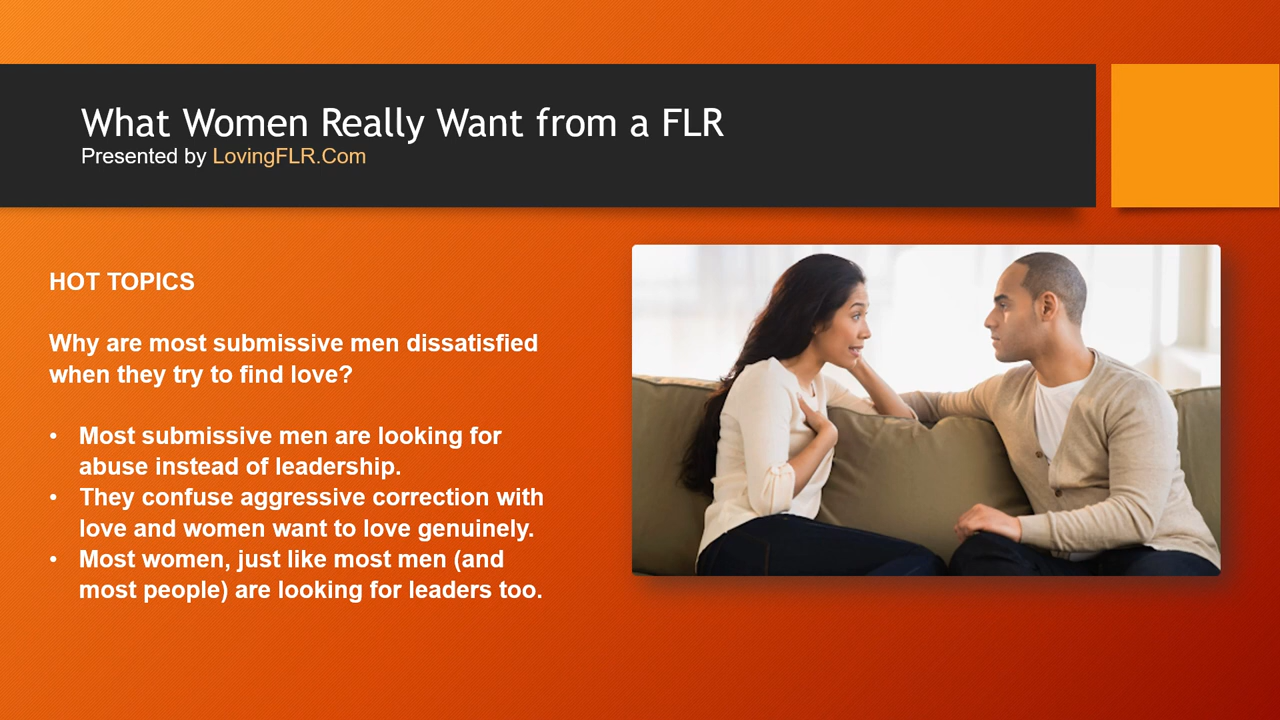 What Women Really Want from a FLR
Presented by LovingFLR.Com
HOT TOPICS
Why are most submissive men dissatisfied
when they try to find love?
• Most submissive men are looking for
abuse instead of leadership.
• They confuse aggressive correction with
love and women want to love genuinely.
• Most women, just like most men (and
most people) are looking for leaders too.